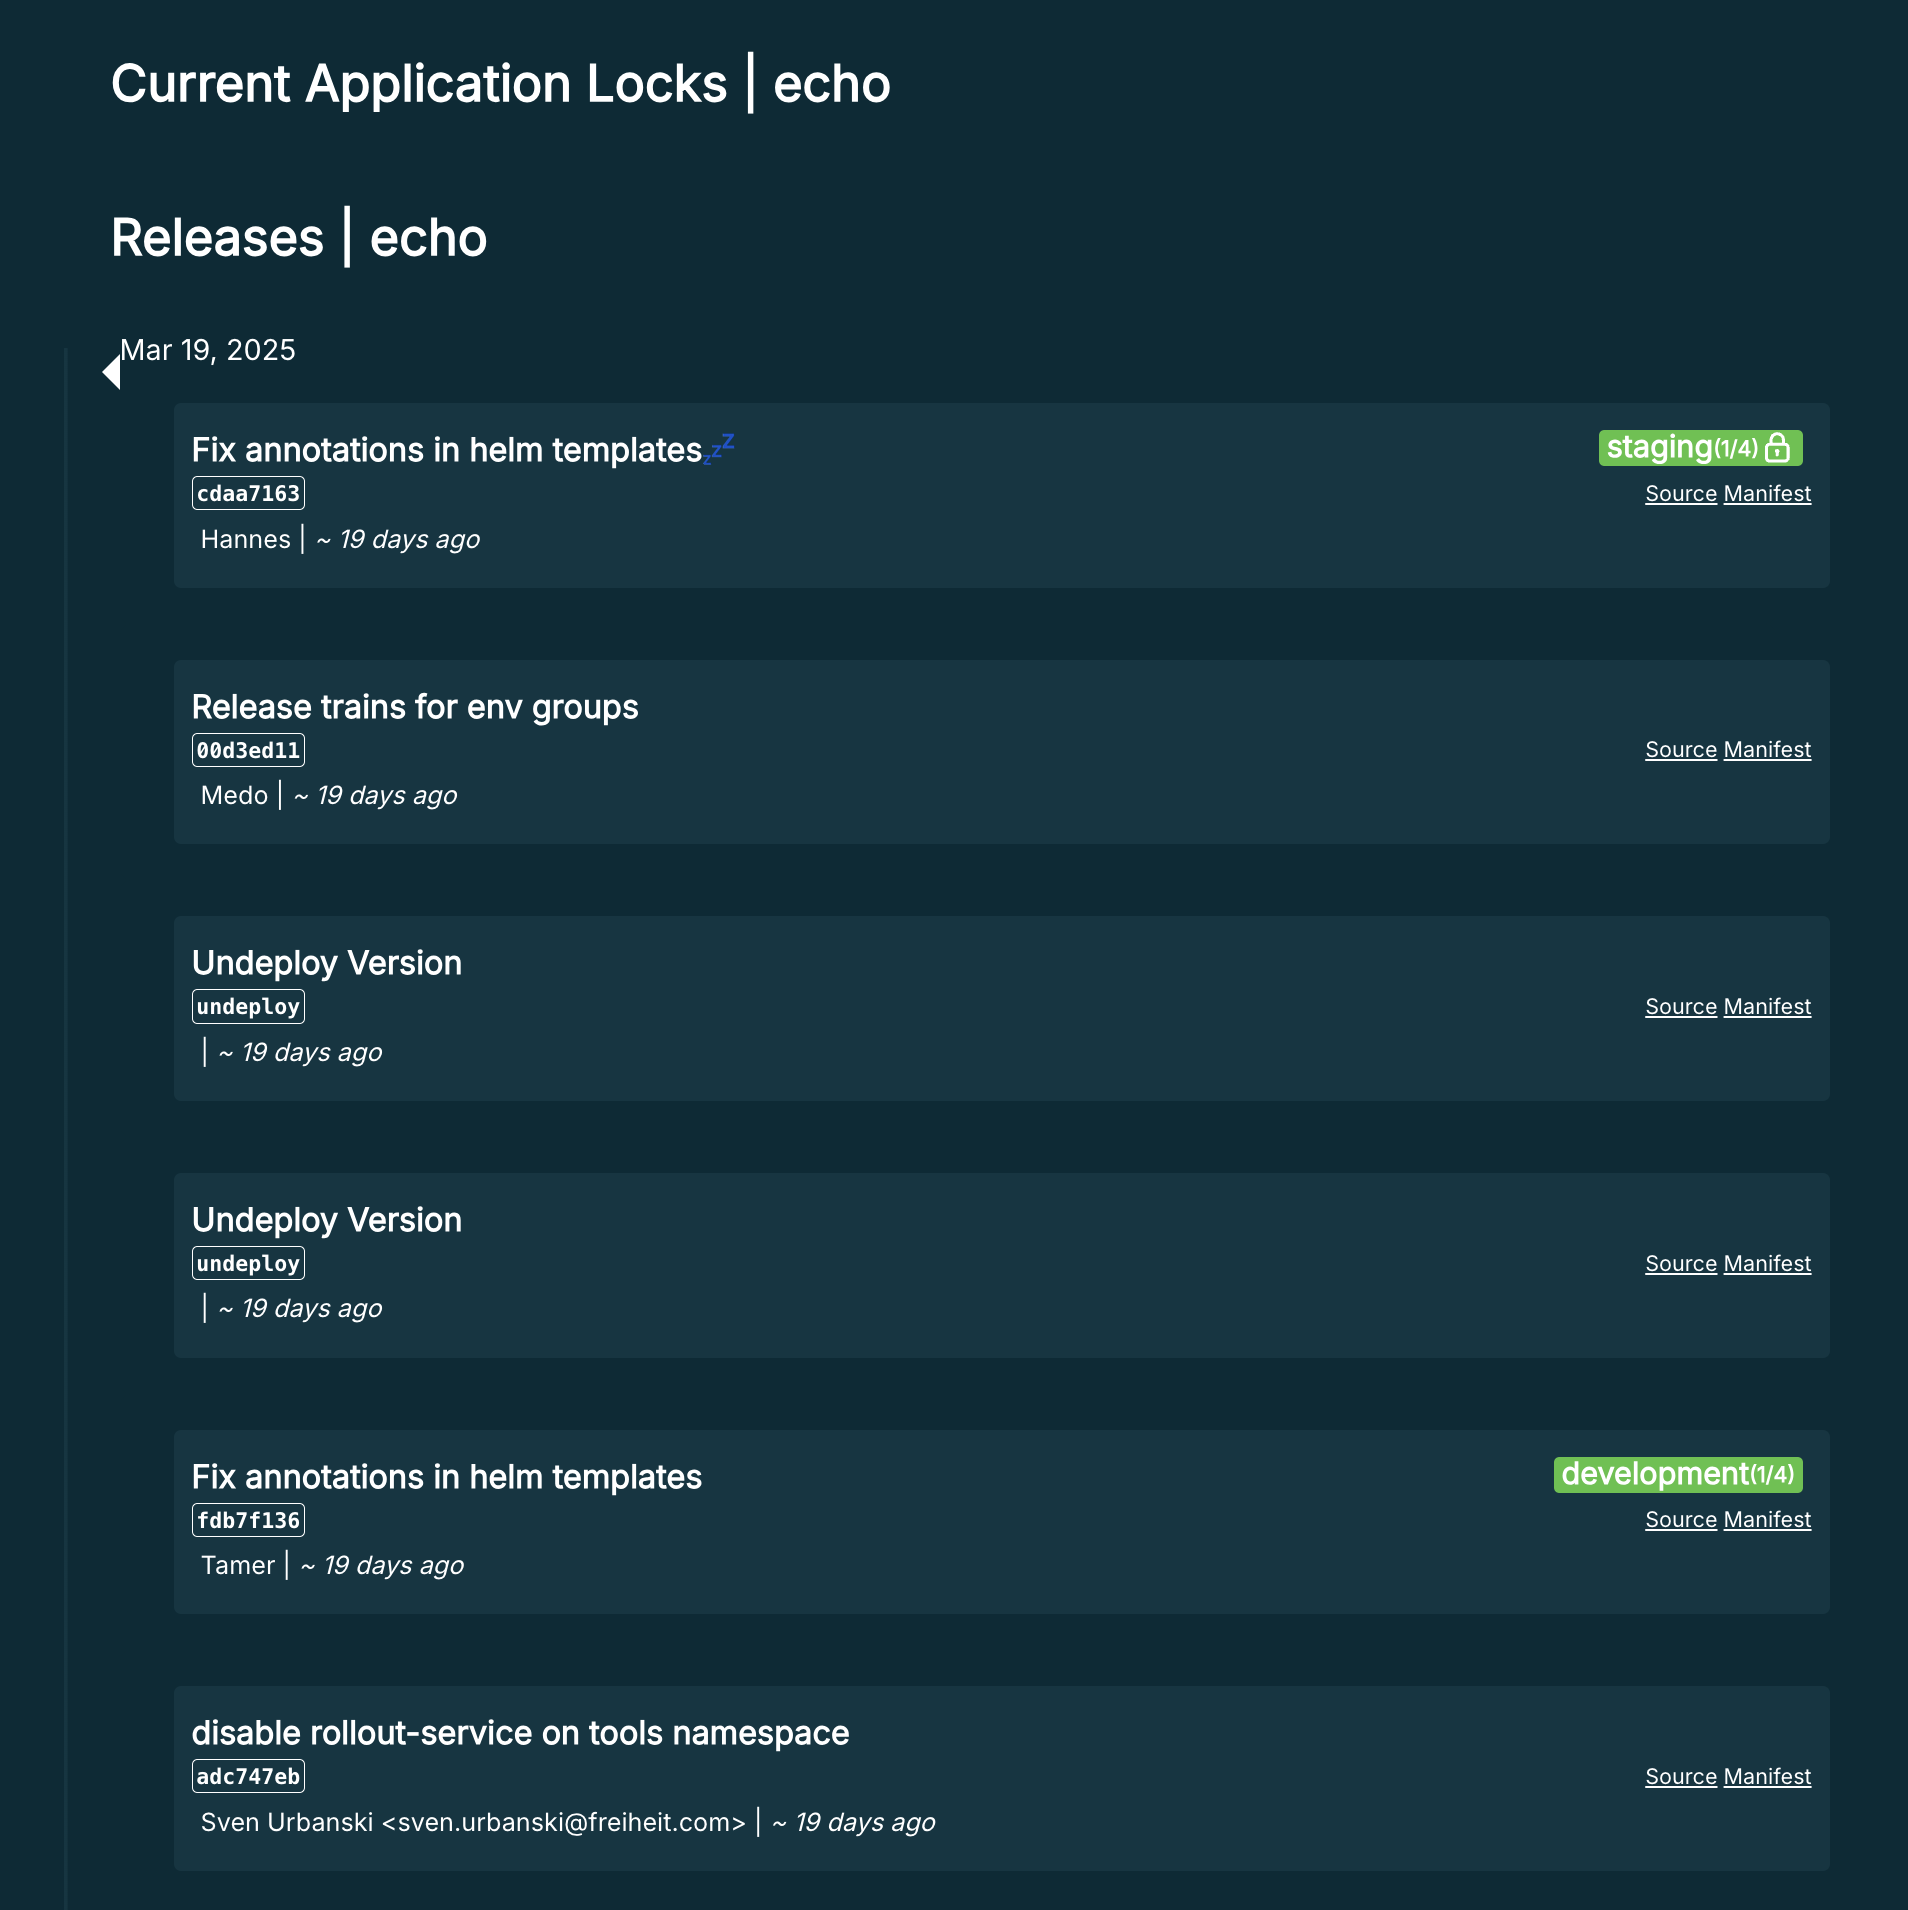 Current Application Locks | echo
Releases | echo
Mar 19, 2025
Fix annotations in helm templates💤 staging(1/4)
cdaa7163 Source Manifest
Hannes | ~ 19 days ago
Release trains for env groups
00d3ed11 Source Manifest
Medo | ~ 19 days ago
Undeploy Version
undeploy Source Manifest
| ~ 19 days ago
Undeploy Version
undeploy Source Manifest
| ~ 19 days ago
Fix annotations in helm templates development(1/4)
fdb7f136 Source Manifest
Tamer | ~ 19 days ago
disable rollout-service on tools namespace
adc747eb Source Manifest
Sven Urbanski <sven.urbanski@freiheit.com> | ~ 19 days ago